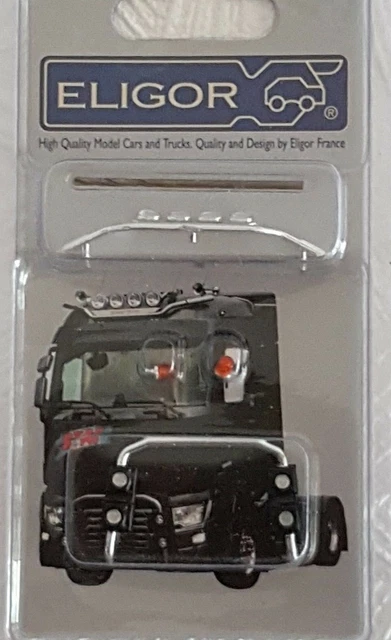 ELIGOR ®
High Quality Model Cars and Trucks. Quality and Design by Eligor France